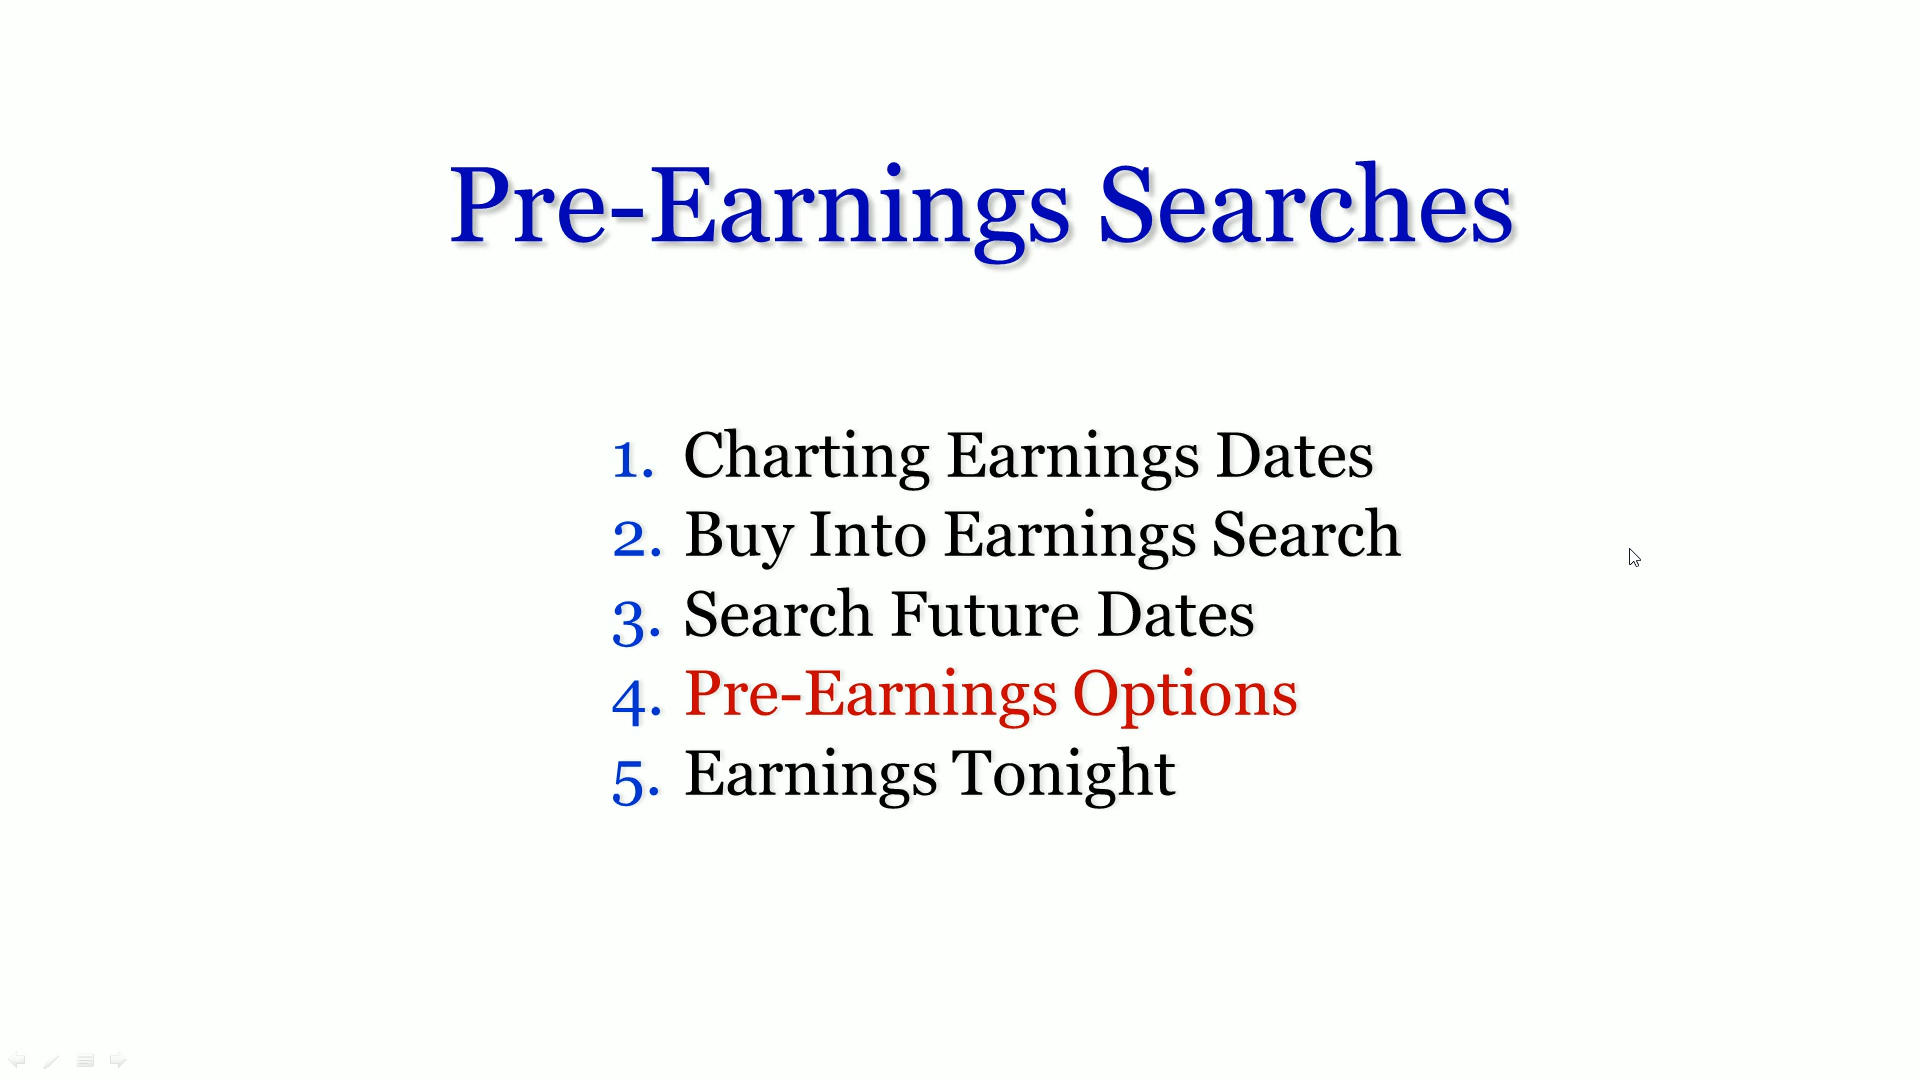 Pre-Earnings Searches
1. Charting Earnings Dates
2. Buy Into Earnings Search
3. Search Future Dates
4. Pre-Earnings Options
5. Earnings Tonight